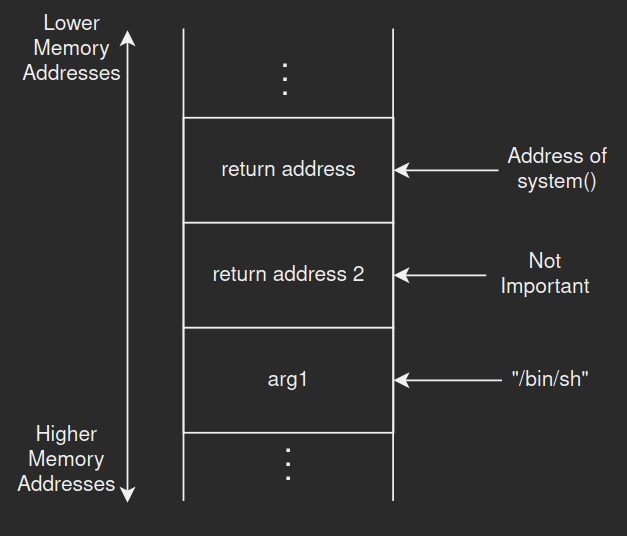 Lower
Memory
Addresses
return address
Address of
system()
return address 2
Not
Important
arg1
"/bin/sh"
Higher
Memory
Addresses